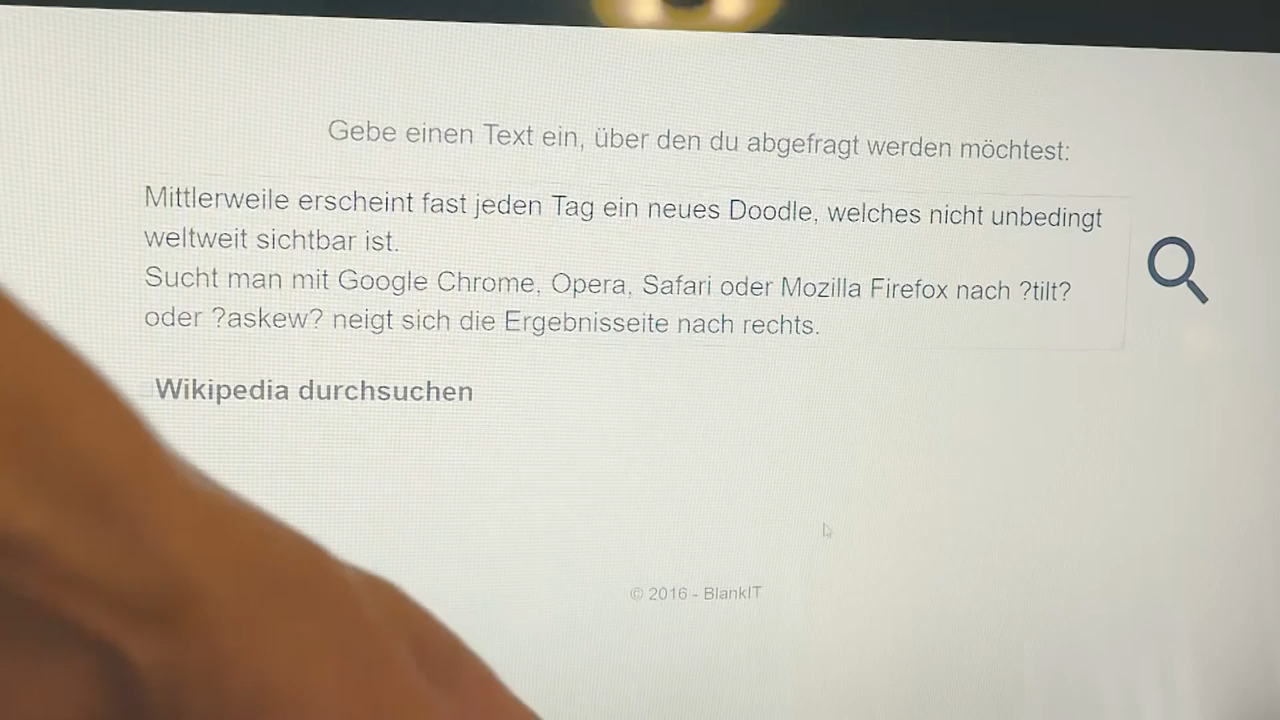 Gebe einen Text ein, über den du abgefragt werden möchtest:
Mittlerweile erscheint fast jeden Tag ein neues Doodle, welches nicht unbedingt
weltweit sichtbar ist.
Sucht man mit Google Chrome, Opera, Safari oder Mozilla Firefox nach ?tilt?
oder ?askew? neigt sich die Ergebnisseite nach rechts.
Wikipedia durchsuchen
© 2016 - BlankIT